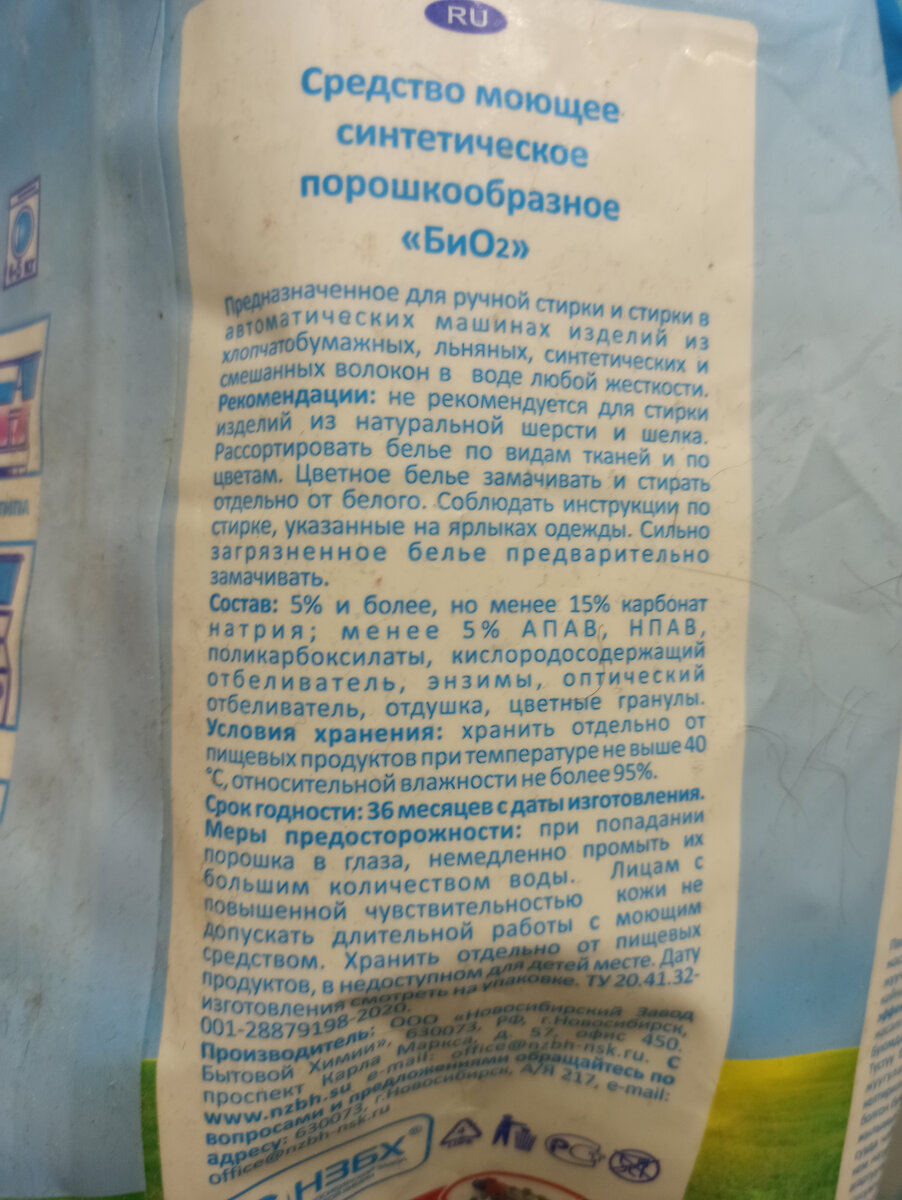 RU
Средство моющее
синтетическое
порошкообразное
«БиО2»
Предназначенное для ручной стирки и стирки в
автоматических машинах изделий из
хлопчатобумажных, льняных, синтетических и
смешанных волокон в воде любой жесткости.
Рекомендации: не рекомендуется для стирки
изделий из натуральной шерсти и шелка.
Рассортировать белье по видам тканей и по
цветам. Цветное белье замачивать и стирать
отдельно от белого. Соблюдать инструкции по
стирке, указанные на ярлыках одежды. Сильно
загрязненное белье предварительно
замачивать.
Состав: 5% и более, но менее 15% карбонат
натрия; менее 5% АПАВ, НПАВ,
поликарбоксилаты, кислородосодержащий
отбеливатель, энзимы, оптический
отбеливатель, отдушка, цветные гранулы.
Условия хранения: хранить отдельно от
пищевых продуктов при температуре не выше 40
°С, относительной влажности не более 95%.
Срок годности: 36 месяцев с даты изготовления.
Меры предосторожности: при попадании
порошка в глаза, немедленно промыть их
большим количеством воды. Лицам с
повышенной чувствительностью кожи не
допускать длительной работы с моющим
средством. Хранить отдельно от пищевых
продуктов, в недоступном для детей месте. Дату
изготовления смотреть на упаковке. ТУ 20.41.32-
001-28879198-2020.
Производитель: ООО «Новосибирский Завод
Бытовой Химии», 630073, РФ, г.Новосибирск,
проспект Карла Маркса, д. 57, офис 450.
www.nzbh.su e-mail: office@nzbh-nsk.ru. С
вопросами и предложениями обращайтесь по
адресу: 630073, г.Новосибирск, А/Я 217, e-mail:
office@nzbh-nsk.ru
НЗБХ